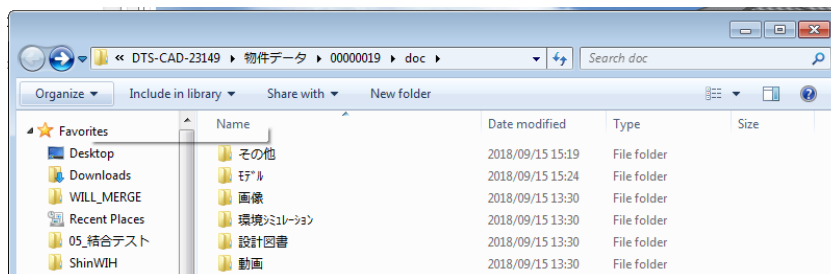 « DTS-CAD-23149 ▸ 物件データ ▸ 00000019 ▸ doc ▸
Search doc
Organize ▾ Include in library ▾ Share with ▾ New folder
Name Date modified Type Size
Favorites
Desktop
Downloads
WILL_MERGE
Recent Places
05_結合テスト
ShinWIH
その他 2018/09/15 15:19 File folder
ﾓﾃﾞﾙ 2018/09/15 15:24 File folder
画像 2018/09/15 13:30 File folder
環境ｼﾐｭﾚｰｼｮﾝ 2018/09/15 13:30 File folder
設計図書 2018/09/15 13:30 File folder
動画 2018/09/15 13:30 File folder